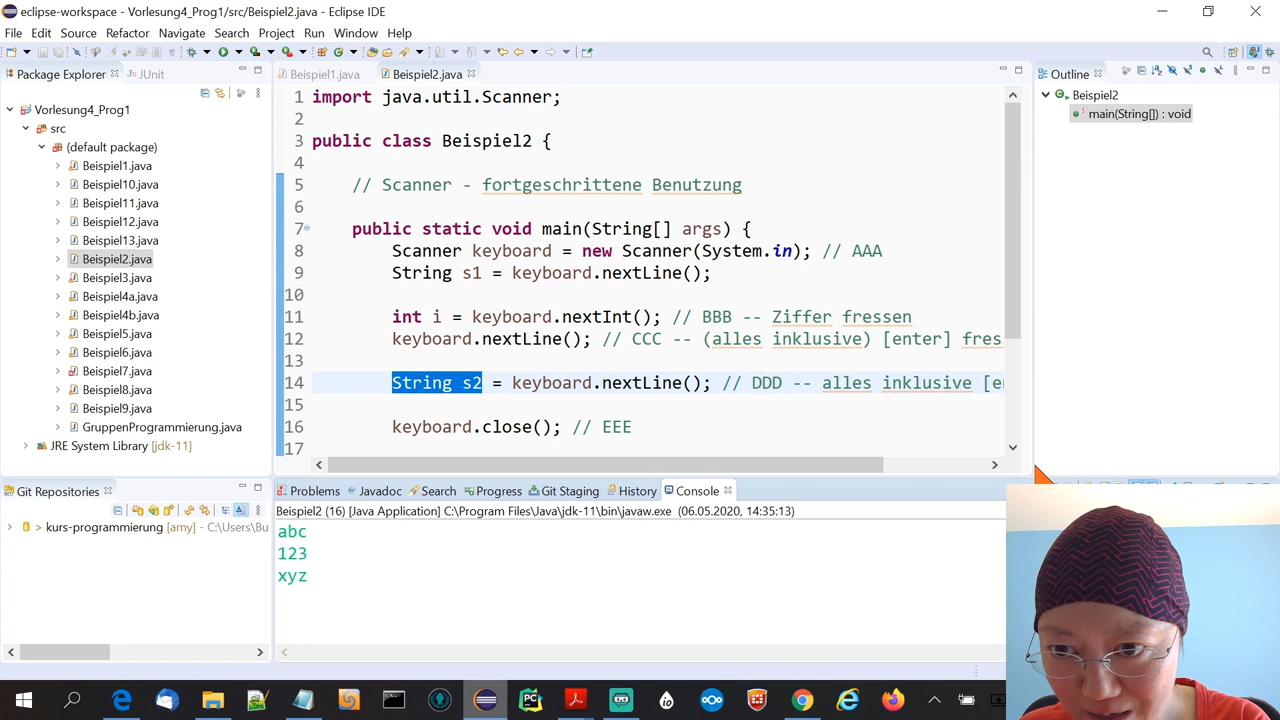 eclipse-workspace - Vorlesung4_Prog1/src/Beispiel2.java - Eclipse IDE
File Edit Source Refactor Navigate Search Project Run Window Help
Package Explorer JUnit
Vorlesung4_Prog1
src
(default package)
Beispiel1.java
Beispiel10.java
Beispiel11.java
Beispiel12.java
Beispiel13.java
Beispiel2.java
Beispiel3.java
Beispiel4a.java
Beispiel4b.java
Beispiel5.java
Beispiel6.java
Beispiel7.java
Beispiel8.java
Beispiel9.java
GruppenProgrammierung.java
JRE System Library [jdk-11]
Git Repositories
> kurs-programmierung [amy] - C:\Users\Bu
Beispiel1.java Beispiel2.java
1 import java.util.Scanner;
2
3 public class Beispiel2 {
4
5 // Scanner - fortgeschrittene Benutzung
6
7 public static void main(String[] args) {
8 Scanner keyboard = new Scanner(System.in); // AAA
9 String s1 = keyboard.nextLine();
10
11 int i = keyboard.nextInt(); // BBB -- Ziffer fressen
12 keyboard.nextLine(); // CCC -- (alles inklusive) [enter] fres
13
14 String s2 = keyboard.nextLine(); // DDD -- alles inklusive [en
15
16 keyboard.close(); // EEE
17
Outline
Beispiel2
main(String[]) : void
Problems Javadoc Search Progress Git Staging History Console
Beispiel2 (16) [Java Application] C:\Program Files\Java\jdk-11\bin\javaw.exe (06.05.2020, 14:35:13)
abc
123
xyz